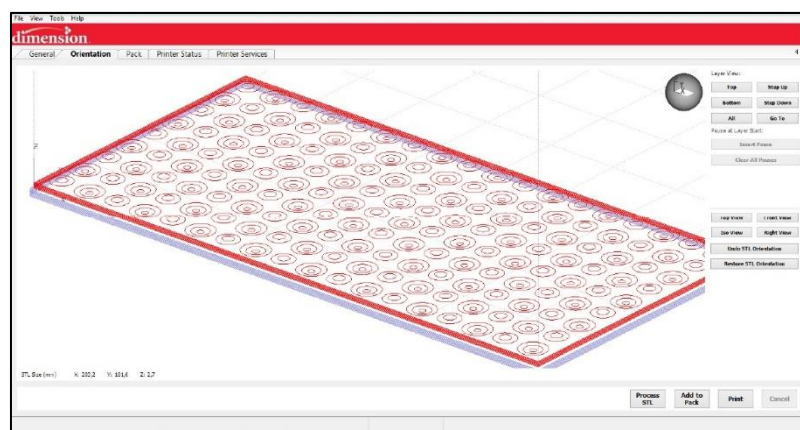 File View Tools Help
dimension
General Orientation Pack Printer Status Printer Services
Layer View:
Top Step Up
Bottom Step Down
All Go To
Pause at Layer Start:
Insert Pause
Clear All Pauses
Top View Front View
Iso View Right View
Undo STL Orientation
Restore STL Orientation
STL Size (mm) X: 203,2 Y: 101,6 Z: 2,7
Process STL
Add to Pack
Print
Cancel